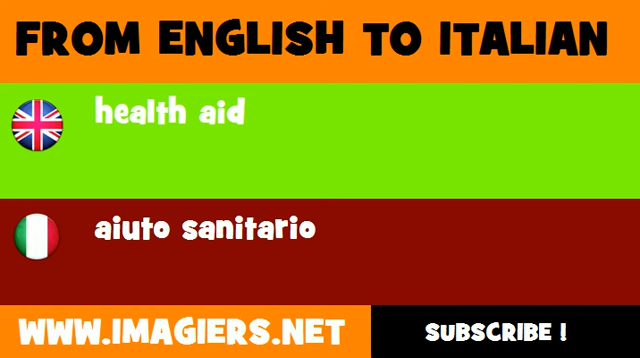 FROM ENGLISH TO ITALIAN
health aid
aiuto sanitario
WWW.IMAGIERS.NET
SUBSCRIBE !